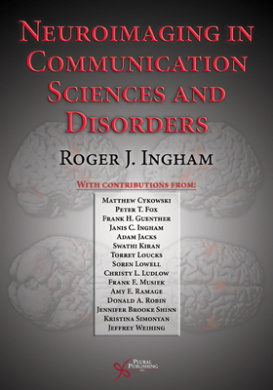 NEUROIMAGING IN
COMMUNICATION
SCIENCES AND
DISORDERS
ROGER J. INGHAM
WITH CONTRIBUTIONS FROM:
MATTHEW CYKOWSKI
PETER T. FOX
FRANK H. GUENTHER
JANIS C. INGHAM
ADAM JACKS
SWATHI KIRAN
TORREY LOUCKS
SOREN LOWELL
CHRISTY L. LUDLOW
FRANK E. MUSIEK
AMY E. RAMAGE
DONALD A. ROBIN
JENNIFER BROOKE SHINN
KRISTINA SIMONYAN
JEFFREY WEIHING
PLURAL PUBLISHING